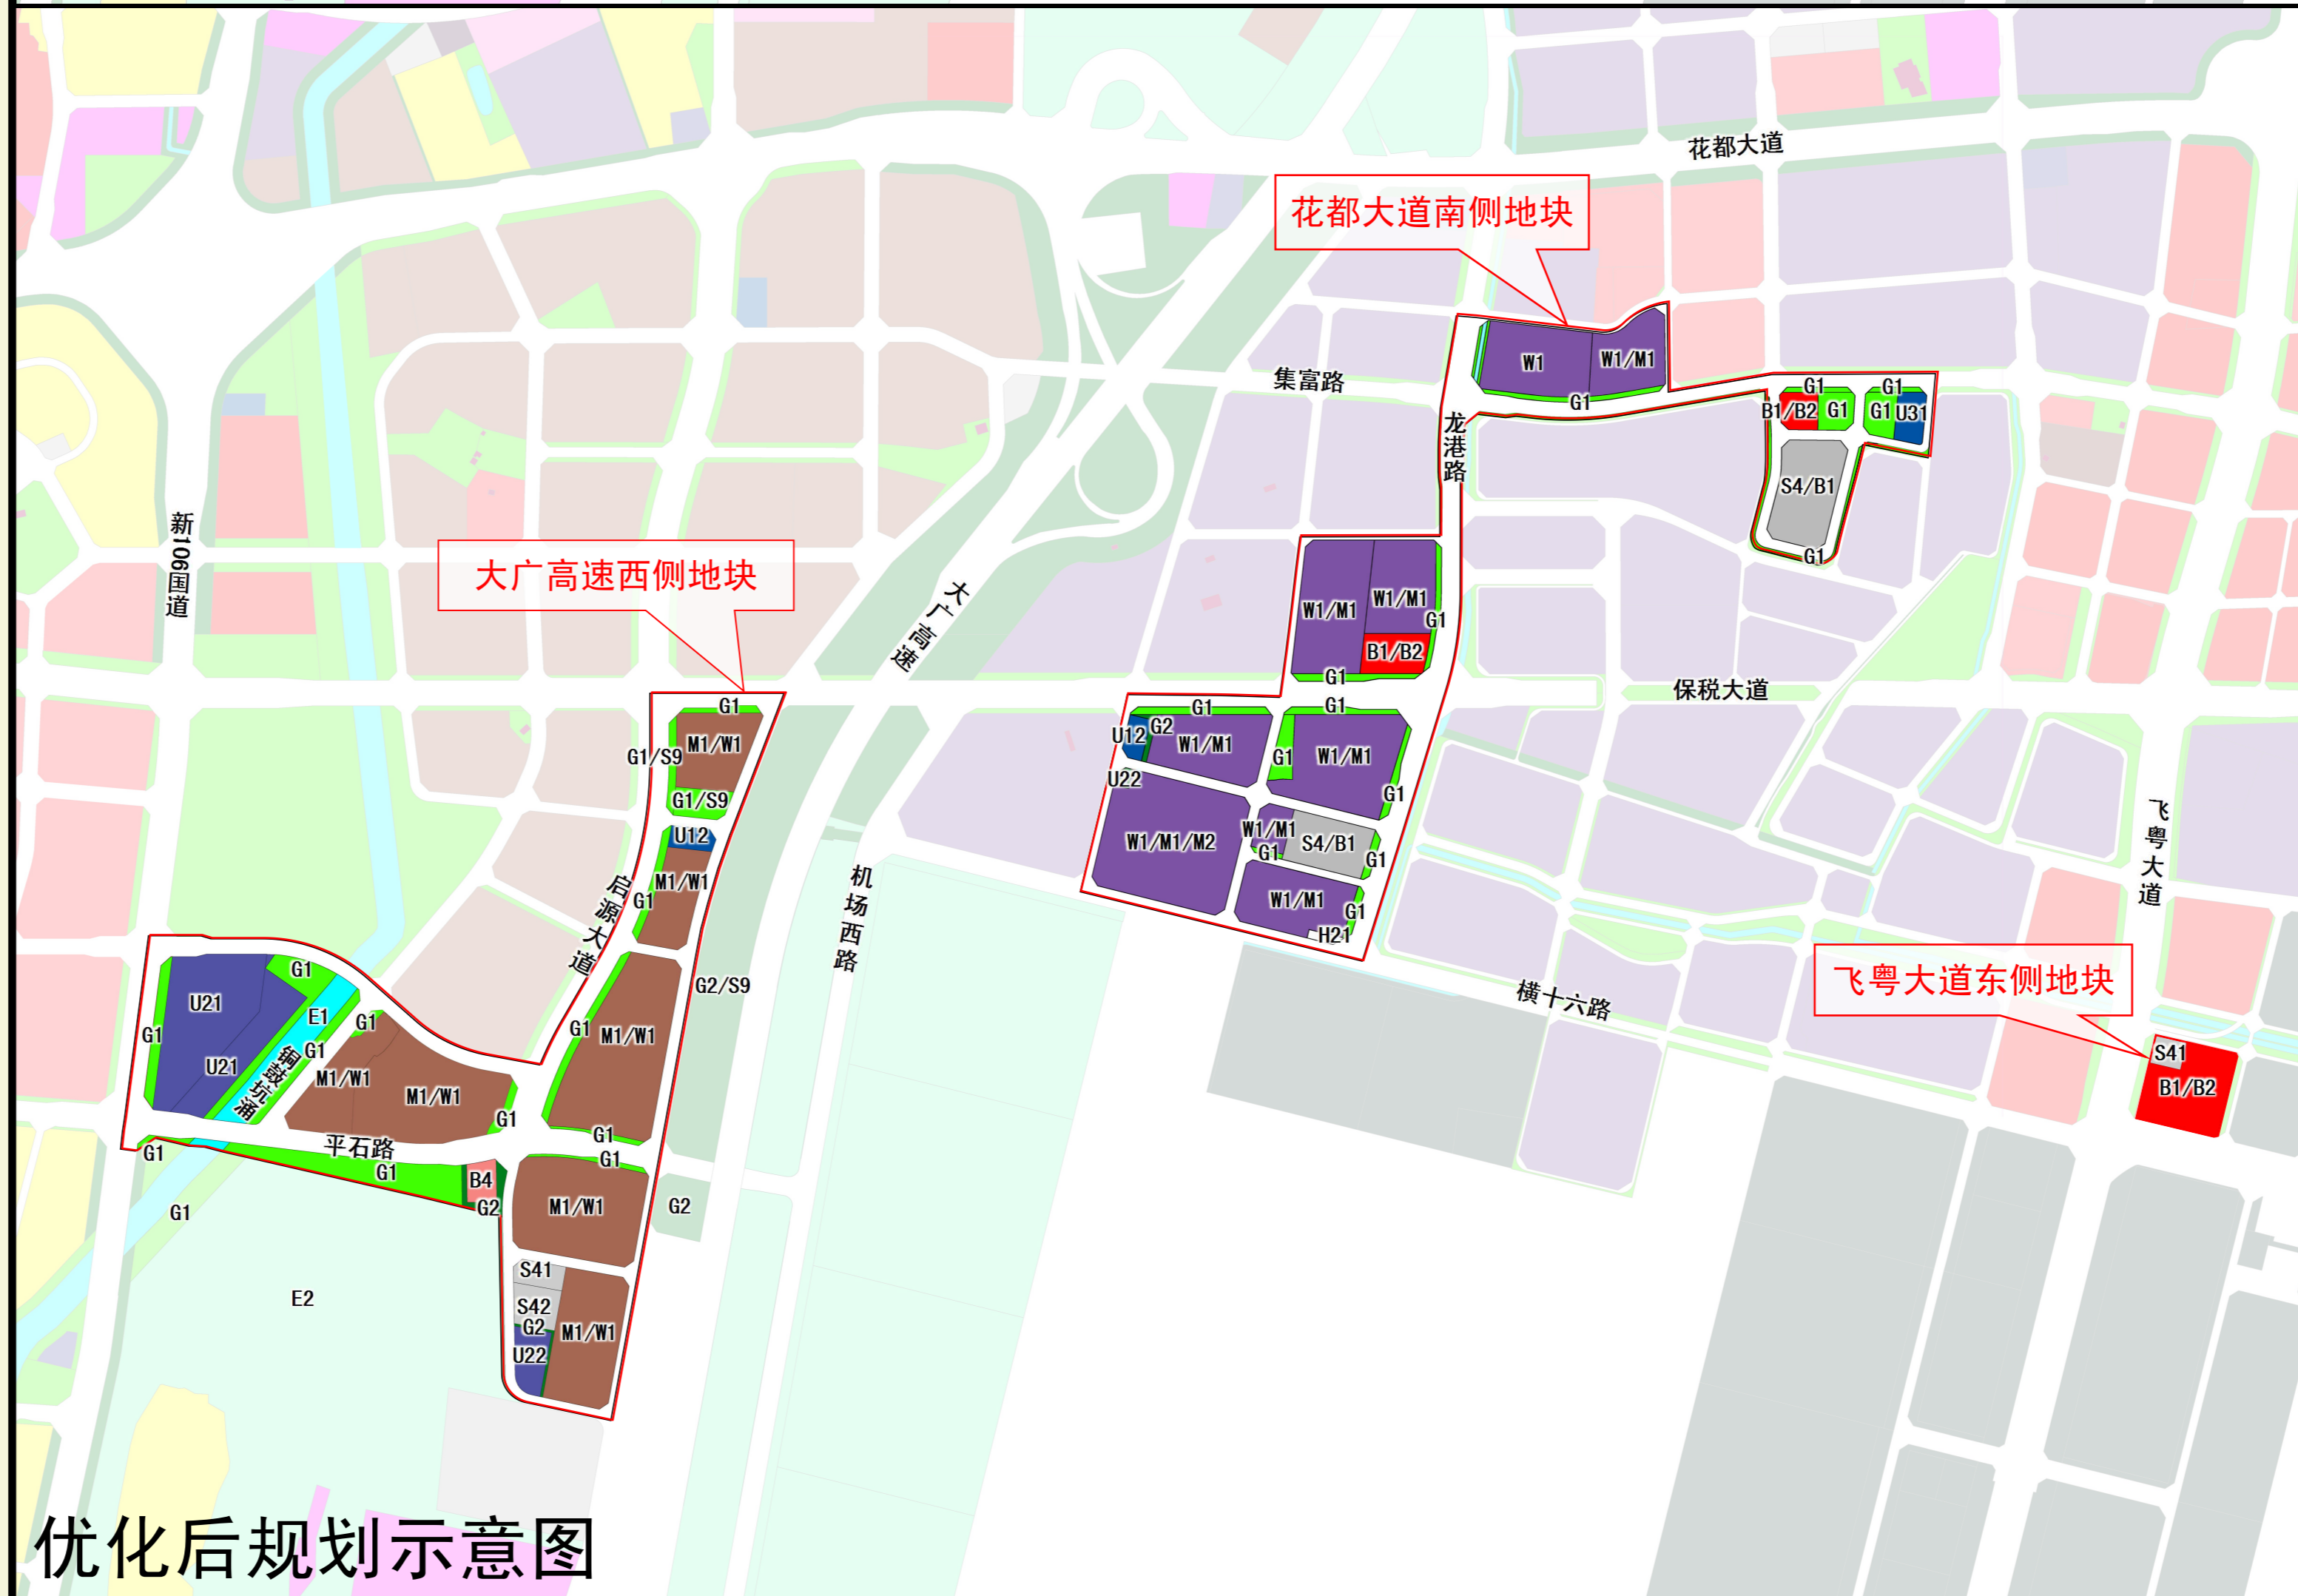 花都大道
花都大道南侧地块
W1
W1/M1
G1
集富路
龙港路
G1
G1
B1/B2
G1
G1
U31
S4/B1
G1
新106国道
大广高速西侧地块
大广高速
W1/M1
W1/M1
G1
B1/B2
G1
保税大道
G1
M1/W1
G1/S9
G1/S9
U12
M1/W1
G1
启源大道
G1
G1
U12
G2
W1/M1
G1
W1/M1
U22
G1
W1/M1/M2
W1/M1
S4/B1
G1
G1
W1/M1
G1
H21
机场西路
飞粤大道
飞粤大道东侧地块
横十六路
S41
B1/B2
G2/S9
U21
G1
E1
G1
G1
G1
U21
铜鼓坑涌
M1/W1
M1/W1
G1
G1
M1/W1
G1
G1
平石路
G1
G1
B4
G2
G1
M1/W1
G2
E2
S41
S42
G2
U22
M1/W1
优化后规划示意图